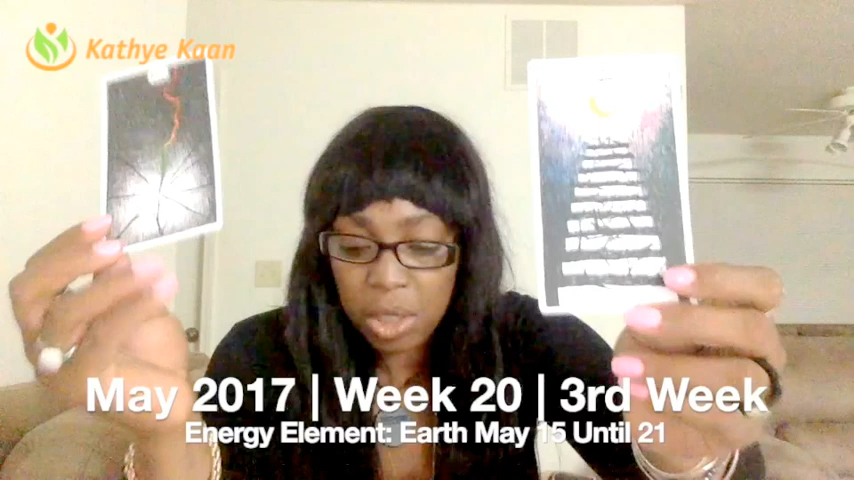 Kathye Kaan
May 2017 | Week 20 | 3rd Week
Energy Element: Earth May 15 Until 21